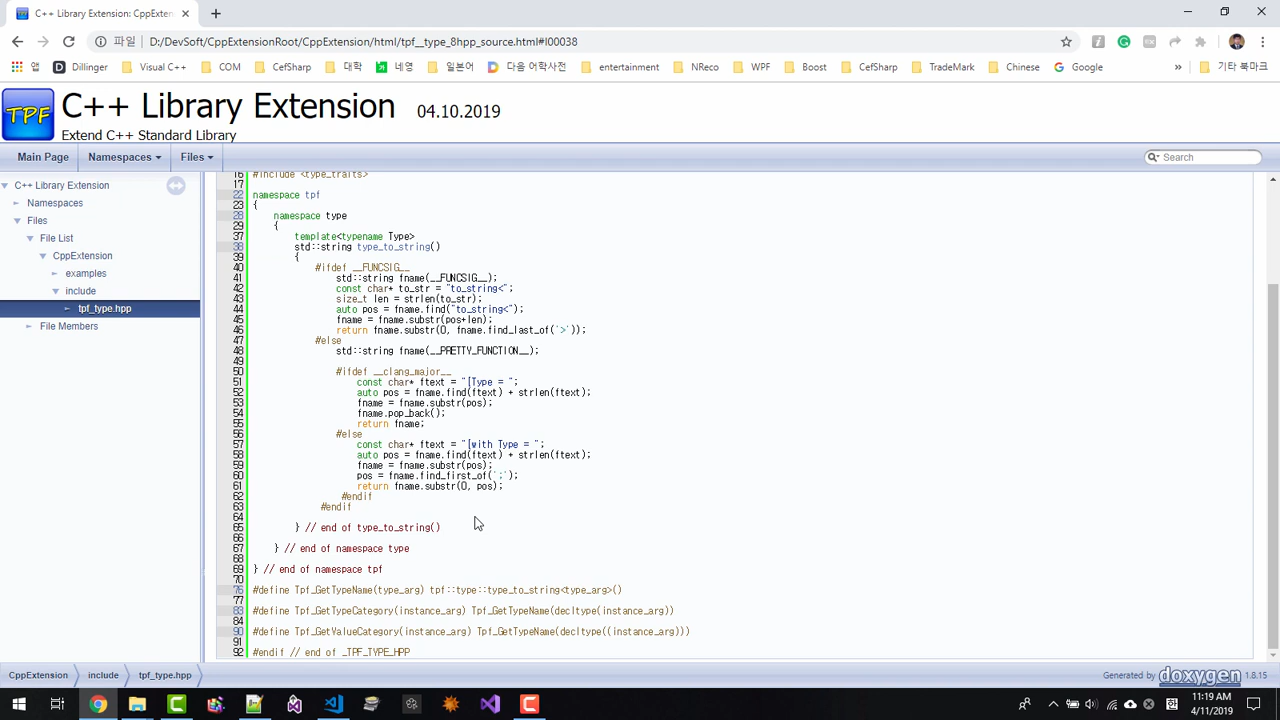 C++ Library Extension: CppExten
파일 D:/DevSoft/CppExtensionRoot/CppExtension/html/tpf__type_8hpp_source.html#l00038
앱 Dillinger Visual C++ COM CefSharp 대학 네영 일본어 다음 어학사전 entertainment NReco WPF Boost CefSharp TradeMark Chinese Google » 기타 북마크
TPF C++ Library Extension 04.10.2019
Extend C++ Standard Library
Main Page Namespaces Files Search
C++ Library Extension
Namespaces
Files
File List
CppExtension
examples
include
tpf_type.hpp
File Members
16 #include <type_traits>
17
22 namespace tpf
23 {
28 namespace type
29 {
37 template<typename Type>
38 std::string type_to_string()
39 {
40 #ifdef __FUNCSIG__
41 std::string fname(__FUNCSIG__);
42 const char* to_str = "to_string<";
43 size_t len = strlen(to_str);
44 auto pos = fname.find("to_string<");
45 fname = fname.substr(pos+len);
46 return fname.substr(0, fname.find_last_of('>'));
47 #else
48 std::string fname(__PRETTY_FUNCTION__);
49
50 #ifdef __clang_major__
51 const char* ftext = "[Type = ";
52 auto pos = fname.find(ftext) + strlen(ftext);
53 fname = fname.substr(pos);
54 fname.pop_back();
55 return fname;
56 #else
57 const char* ftext = "[with Type = ";
58 auto pos = fname.find(ftext) + strlen(ftext);
59 fname = fname.substr(pos);
60 pos = fname.find_first_of(';');
61 return fname.substr(0, pos);
62 #endif
63 #endif
64
65 } // end of type_to_string()
66
67 } // end of namespace type
68
69 } // end of namespace tpf
70
76 #define Tpf_GetTypeName(type_arg) tpf::type::type_to_string<type_arg>()
77
83 #define Tpf_GetTypeCategory(instance_arg) Tpf_GetTypeName(decltype(instance_arg))
84
90 #define Tpf_GetValueCategory(instance_arg) Tpf_GetTypeName(decltype((instance_arg)))
91
92 #endif // end of _TPF_TYPE_HPP
CppExtension include tpf_type.hpp Generated by doxygen 1.8.15
11:19 AM
4/11/2019